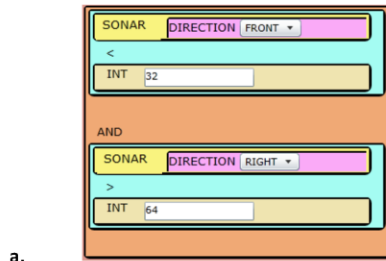 SONAR DIRECTION FRONT
<
INT 32
AND
SONAR DIRECTION RIGHT
>
INT 64
a.